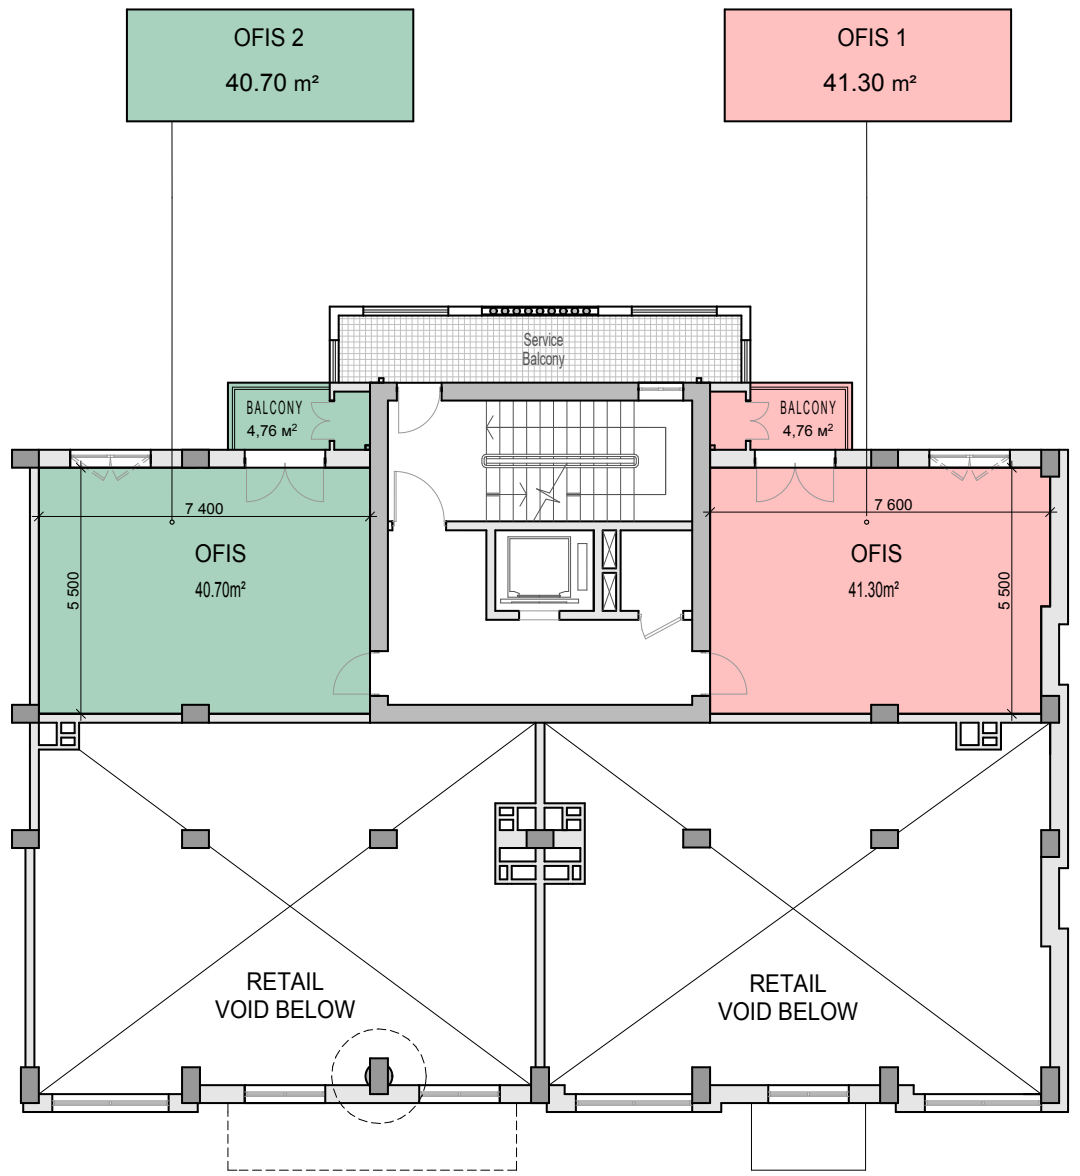 OFIS 2
40.70 m²
OFIS 1
41.30 m²
Service
Balcony
BALCONY
4,76 м²
BALCONY
4,76 м²
7 400
7 600
OFIS
40.70m²
OFIS
41.30m²
5 500
5 500
RETAIL
VOID BELOW
RETAIL
VOID BELOW